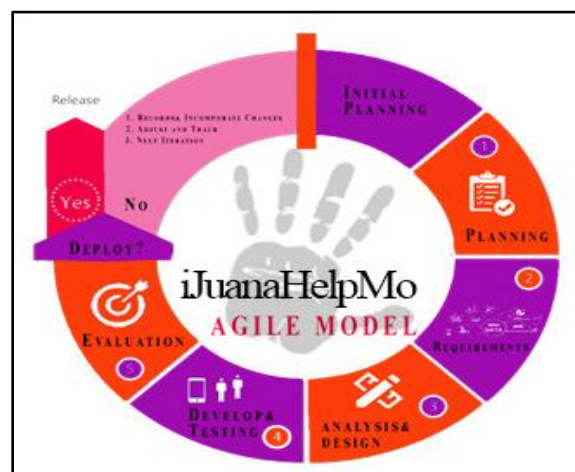 INITIAL
PLANNING
1
PLANNING
2
REQUIREMENTS
3
ANALYSIS&
DESIGN
DEVELOP&
TESTING
4
EVALUATION
5
DEPLOY?
Yes
Release
NO
1. RECORD& INCORPORATE CHANGES
2. ADJUST AND TRACK
3. NEXT ITERATION
iJuanaHelpMo
AGILE MODEL